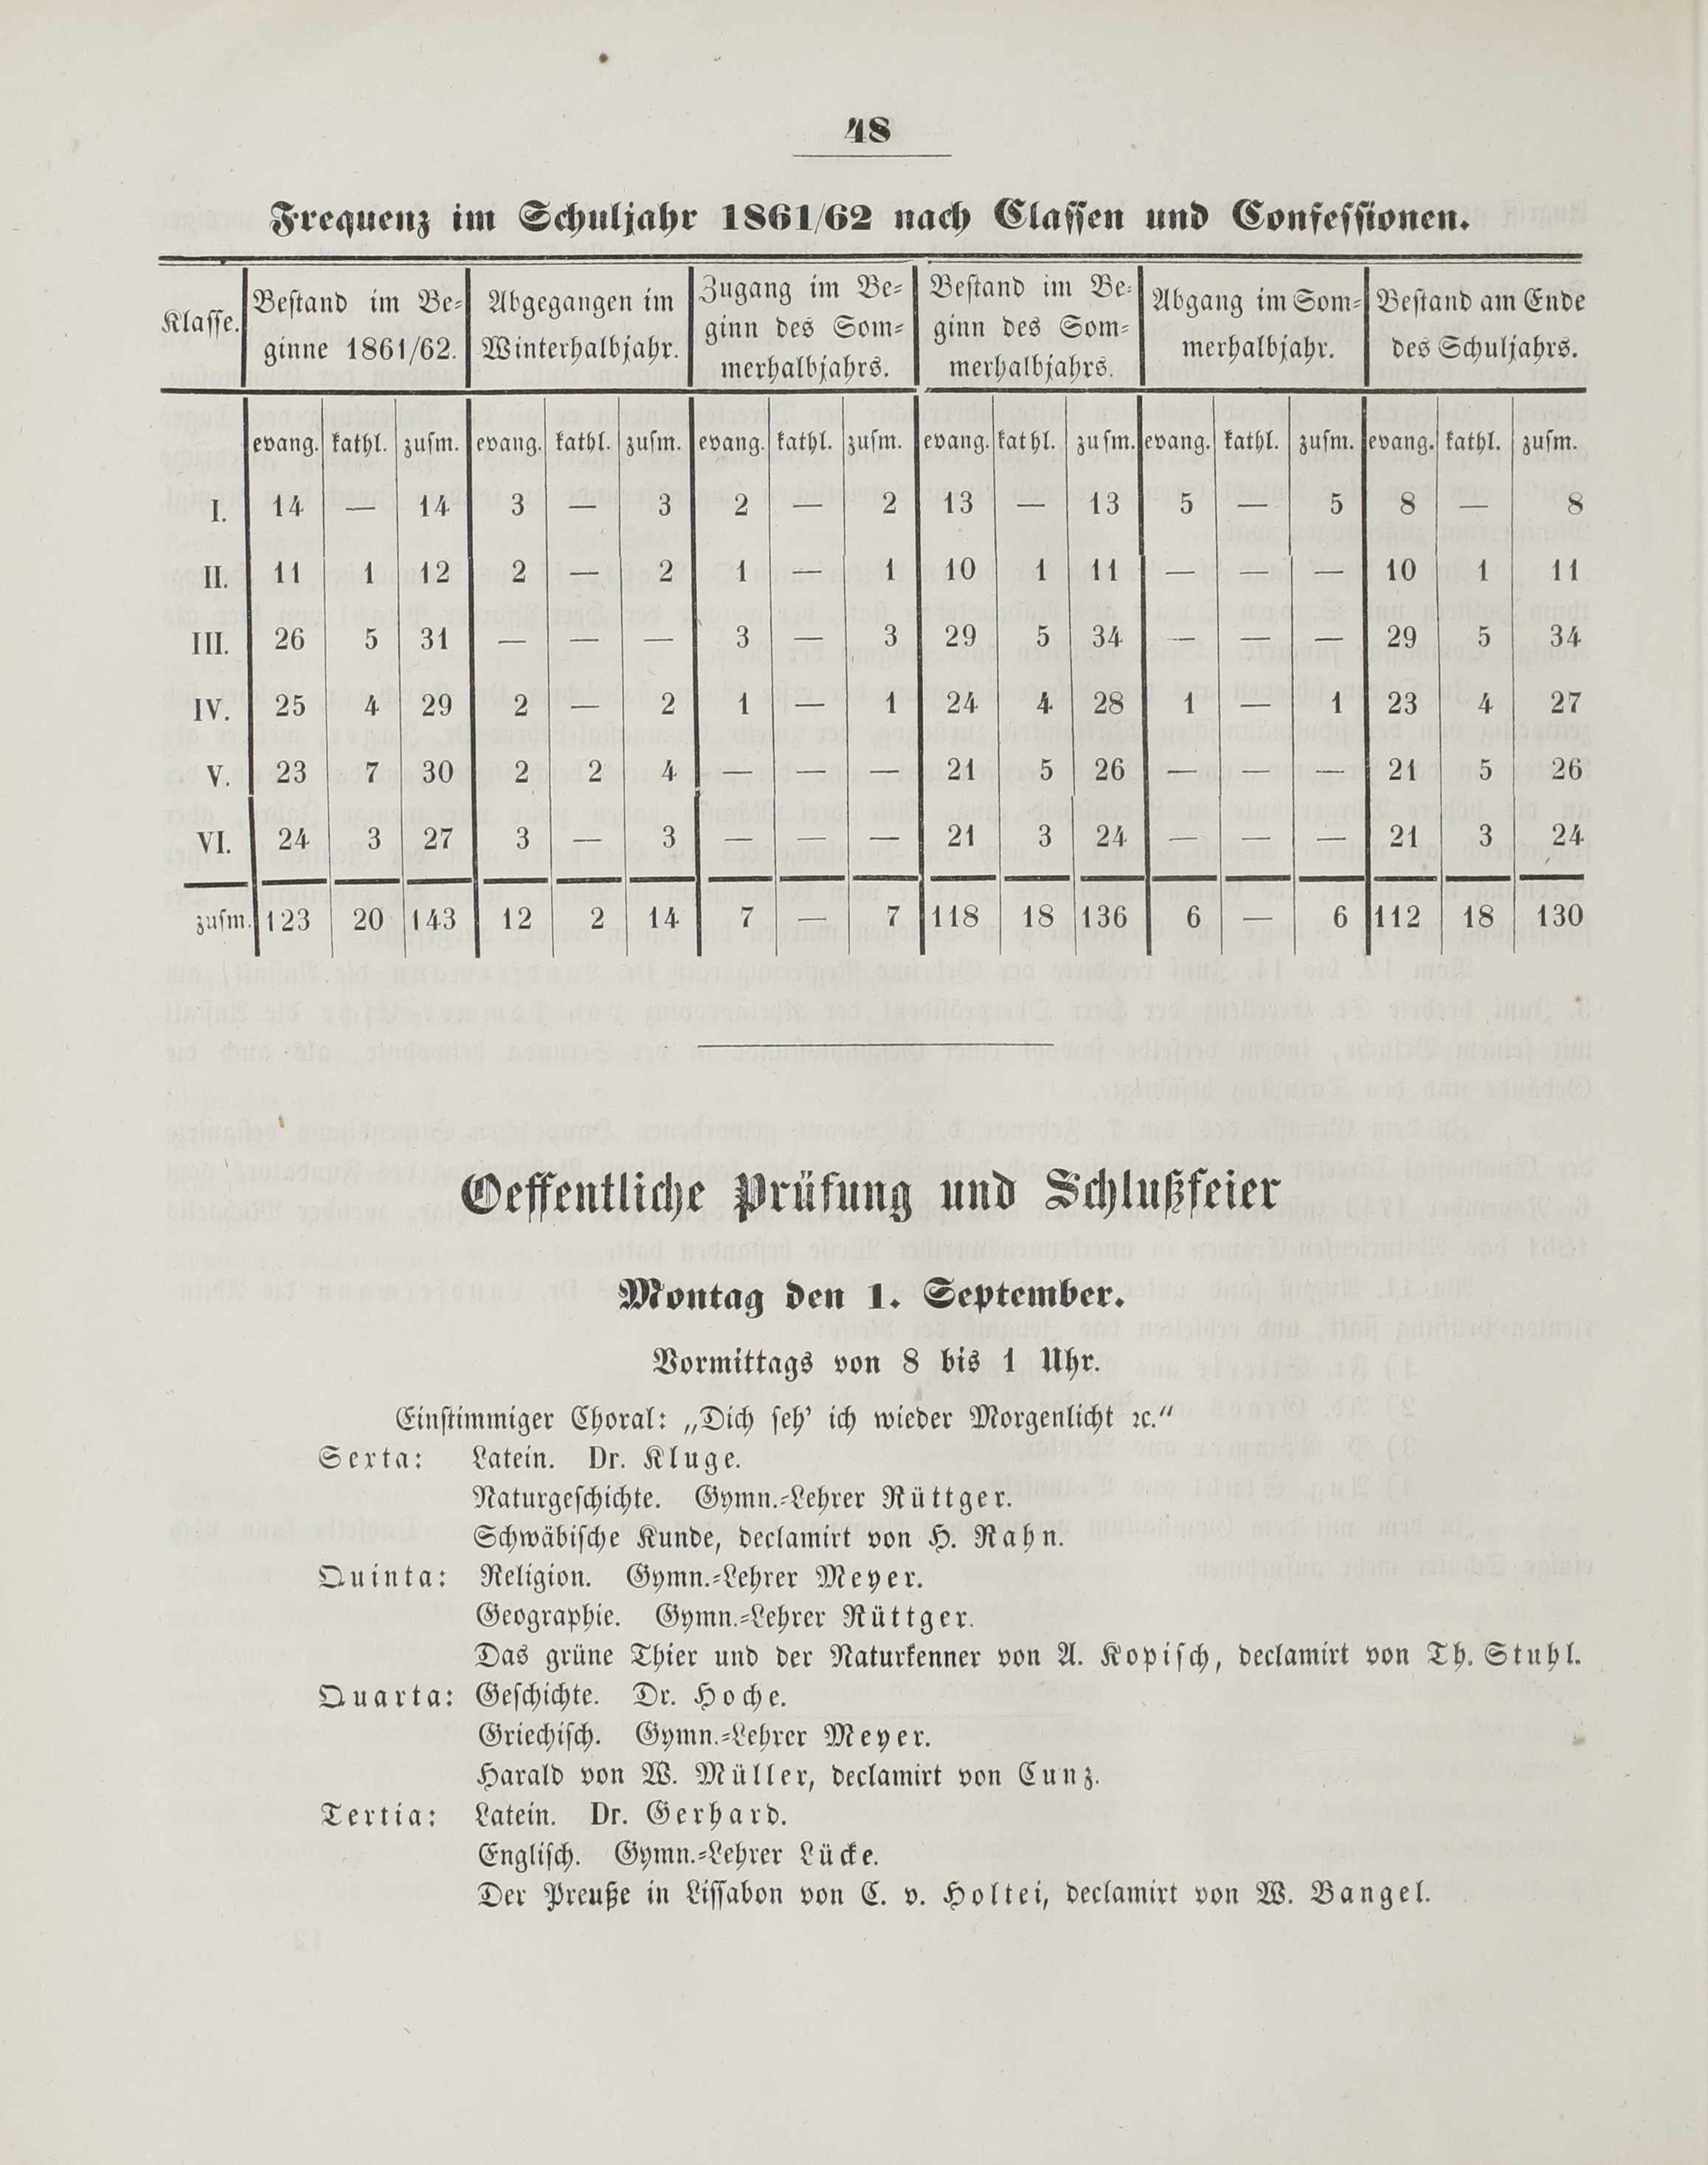 48
Frequenz im Schuljahr 1861/62 nach Classen und Confessionen.
Klasse. Bestand im Be- Abgegangen im Zugang im Be- Bestand im Be- Abgang im Som- Bestand am Ende
ginne 1861/62. Winterhalbjahr. ginn des Som- ginn des Som- merhalbjahr. des Schuljahrs.
merhalbjahrs. merhalbjahrs.
evang. kathl. zusm. evang. kathl. zusm. evang. kathl. zusm. evang. kathl. zusm. evang. kathl. zusm. evang. kathl. zusm.
I. 14 — 14 3 — 3 2 — 2 13 — 13 5 — 5 8 — 8
II. 11 1 12 2 — 2 1 — 1 10 1 11 — — — 10 1 11
III. 26 5 31 — — — 3 — 3 29 5 34 — — — 29 5 34
IV. 25 4 29 2 — 2 1 — 1 24 4 28 1 — 1 23 4 27
V. 23 7 30 2 2 4 — — — 21 5 26 — — — 21 5 26
VI. 24 3 27 3 — 3 — — — 21 3 24 — — — 21 3 24
zusm. 123 20 143 12 2 14 7 — 7 118 18 136 6 — 6 112 18 130
Oeffentliche Prüfung und Schlußfeier
Montag den 1. September.
Vormittags von 8 bis 1 Uhr.
Einstimmiger Choral: „Dich seh’ ich wieder Morgenlicht ꝛc.“
Sexta: Latein. Dr. Kluge.
Naturgeschichte. Gymn.-Lehrer Rüttger.
Schwäbische Kunde, declamirt von H. Rahn.
Quinta: Religion. Gymn.-Lehrer Meyer.
Geographie. Gymn.-Lehrer Rüttger.
Das grüne Thier und der Naturkenner von A. Kopisch, declamirt von Th. Stuhl.
Quarta: Geschichte. Dr. Hoche.
Griechisch. Gymn.-Lehrer Meyer.
Harald von W. Müller, declamirt von Cunz.
Tertia: Latein. Dr. Gerhard.
Englisch. Gymn.-Lehrer Lücke.
Der Preuße in Lissabon von C. v. Holtei, declamirt von W. Bangel.